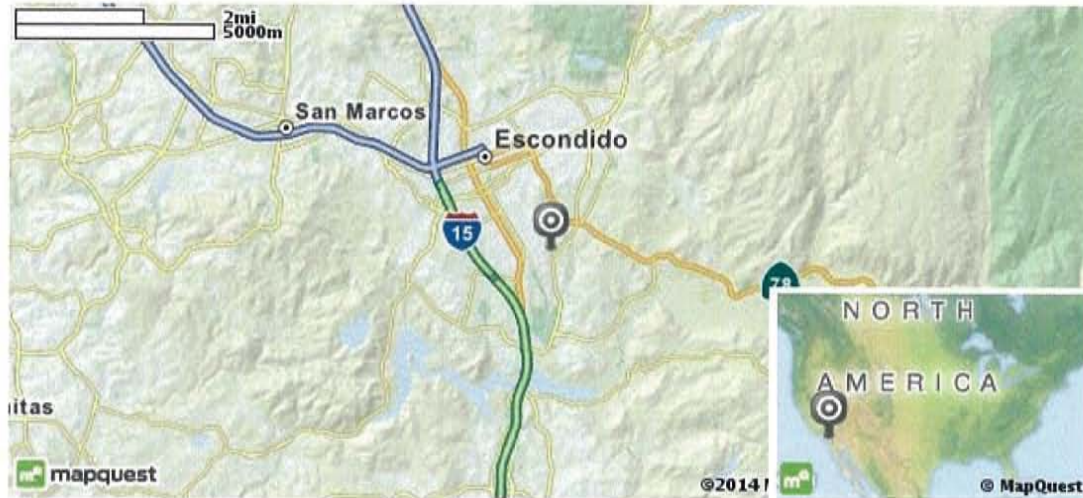 2mi
5000m
San Marcos
Escondido
15
78
NORTH
AMERICA
itas
mapquest
©2014
m
© MapQuest